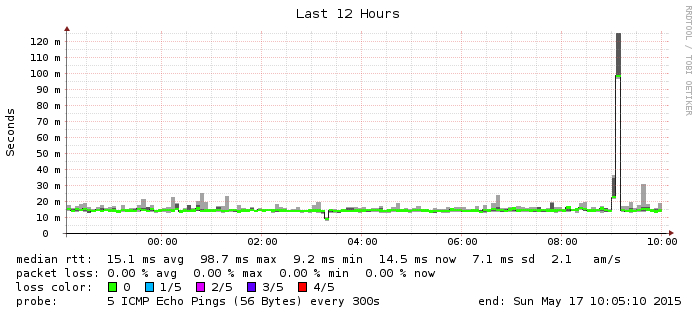 Last 12 Hours
RRDTOOL / TOBI OETIKER
Seconds
120 m
110 m
100 m
90 m
80 m
70 m
60 m
50 m
40 m
30 m
20 m
10 m
0
00:00 02:00 04:00 06:00 08:00 10:00
median rtt: 15.1 ms avg 98.7 ms max 9.2 ms min 14.5 ms now 7.1 ms sd 2.1 am/s
packet loss: 0.00 % avg 0.00 % max 0.00 % min 0.00 % now
loss color: 0 1/5 2/5 3/5 4/5
probe: 5 ICMP Echo Pings (56 Bytes) every 300s end: Sun May 17 10:05:10 2015